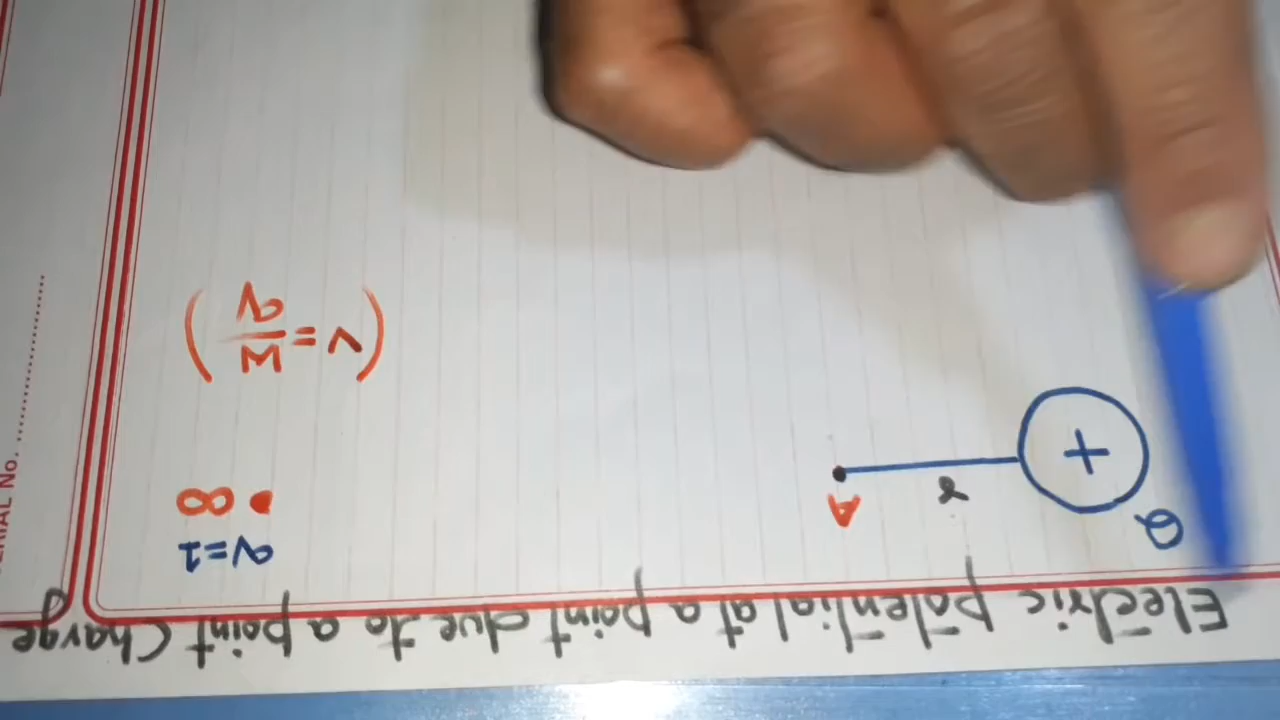 Electric potential at a point due to a point Charge
Q
+
r
A
q=1
∞
(V=W/q)
SERIAL No. ..................